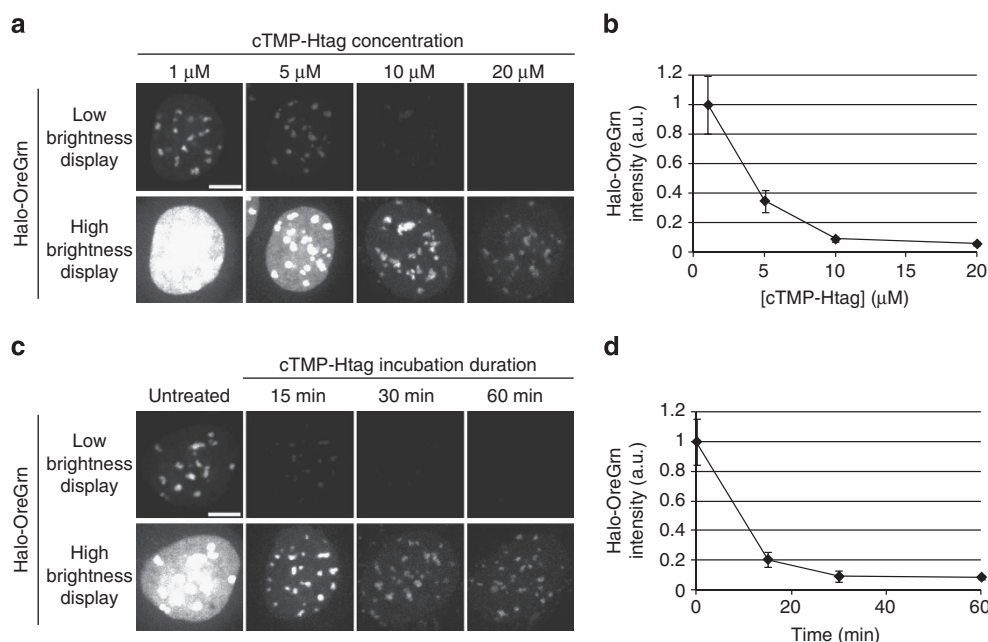 a
cTMP-Htag concentration
1 μM 5 μM 10 μM 20 μM
Halo-OreGrn
Low
brightness
display
High
brightness
display
b
Halo-OreGrn
intensity (a.u.)
1.2
1
0.8
0.6
0.4
0.2
0
0 5 10 15 20
[cTMP-Htag] (μM)
c
cTMP-Htag incubation duration
Untreated 15 min 30 min 60 min
Halo-OreGrn
Low
brightness
display
High
brightness
display
d
Halo-OreGrn
intensity (a.u.)
1.2
1
0.8
0.6
0.4
0.2
0
0 20 40 60
Time (min)